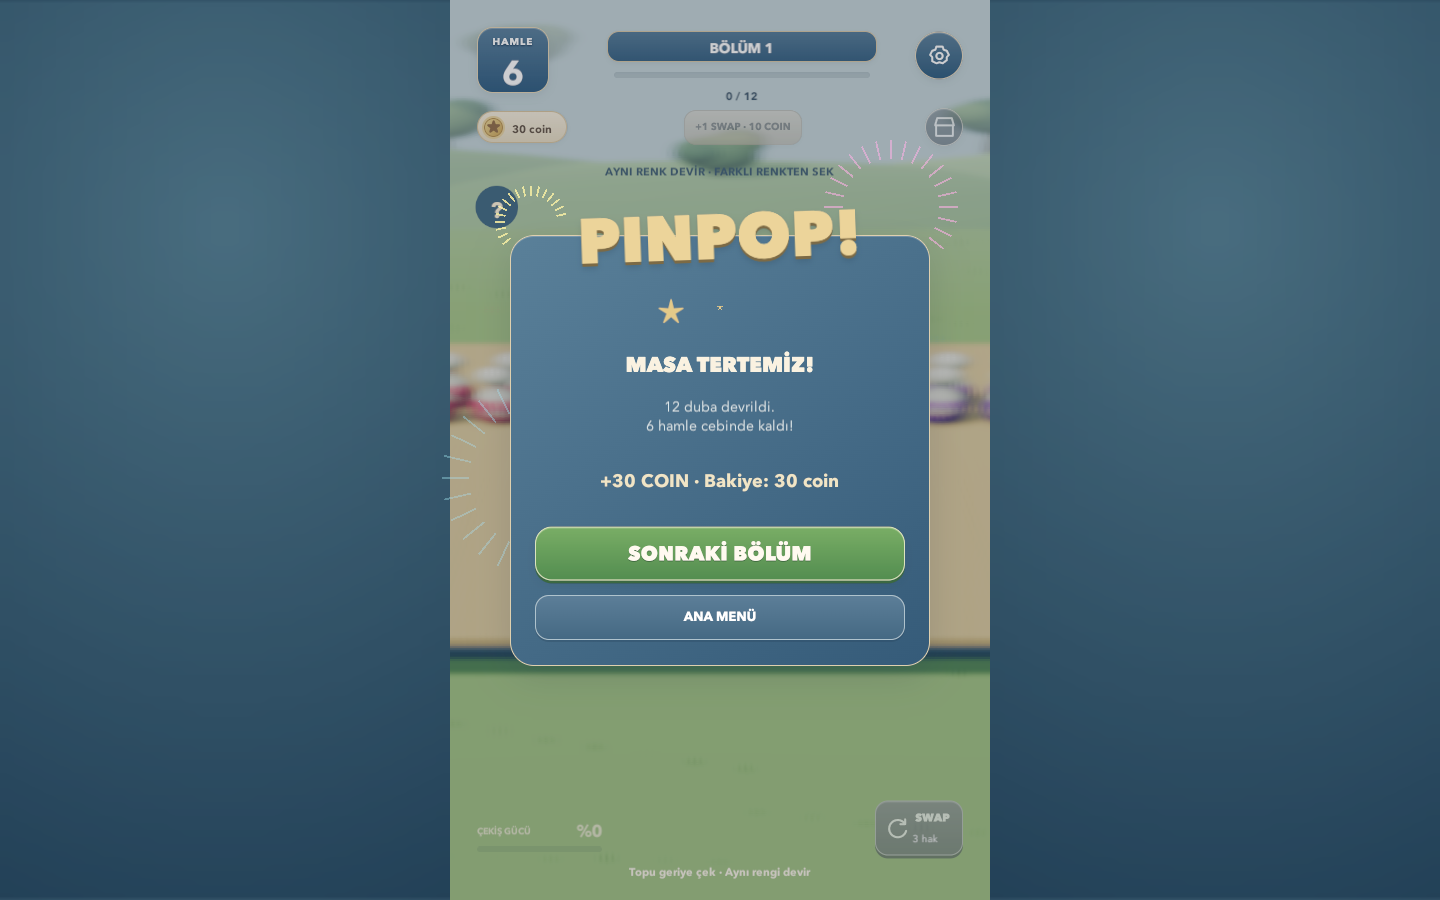 HAMLE
6
BÖLÜM 1
0 / 12
30 coin
+1 SWAP · 10 COIN
AYNI RENK DEVİR · FARKLI RENKTEN SEK
?
PINPOP!
MASA TERTEMİZ!
12 duba devrildi.
6 hamle cebinde kaldı!
+30 COIN · Bakiye: 30 coin
SONRAKİ BÖLÜM
ANA MENÜ
ÇEKİŞ GÜCÜ
%0
SWAP
3 hak
Topu geriye çek · Aynı rengi devir